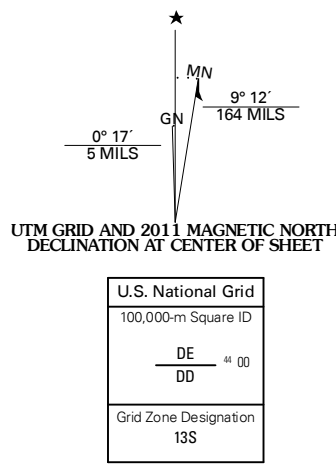 MN
GN
9° 12´
164 MILS
0° 17´
5 MILS
UTM GRID AND 2011 MAGNETIC NORTH
DECLINATION AT CENTER OF SHEET
U.S. National Grid
100,000-m Square ID
DE
44 00
DD
Grid Zone Designation
13S